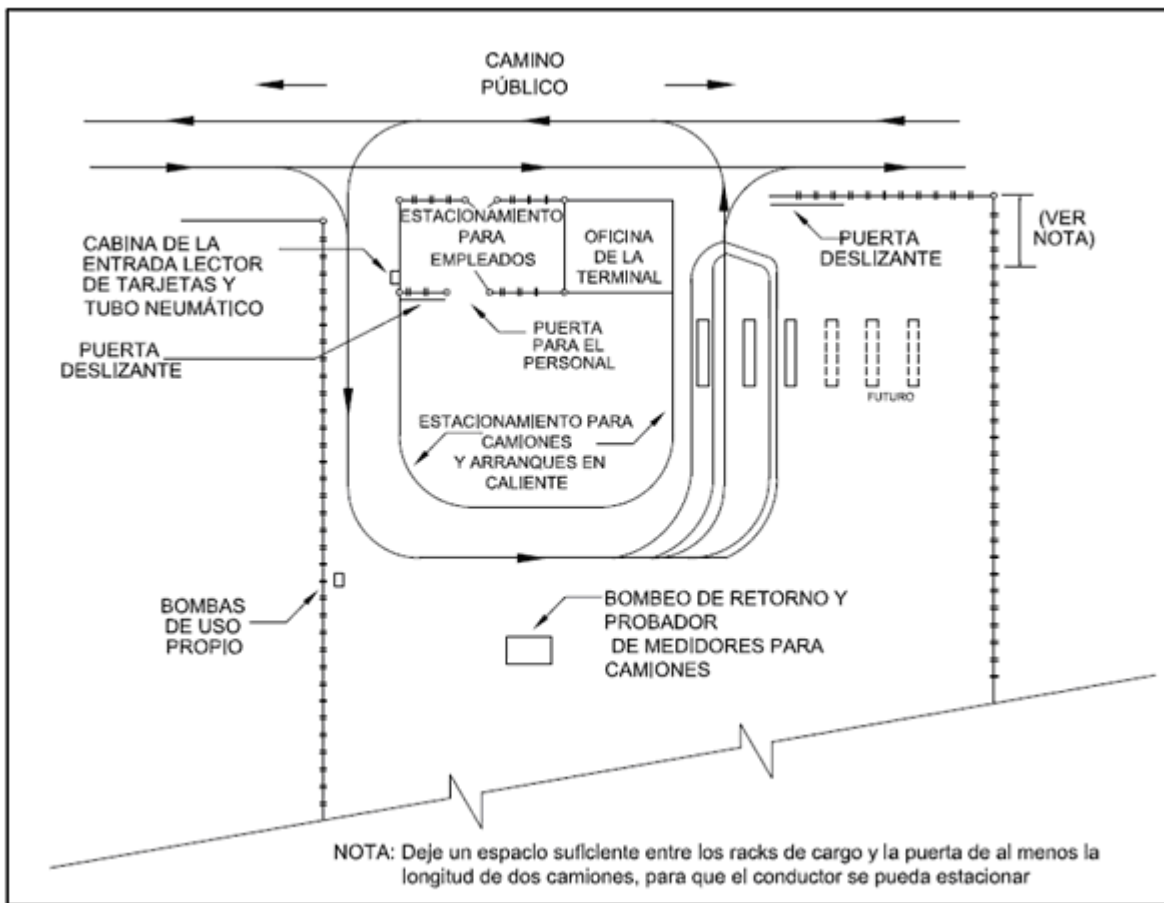 CAMINO
PÚBLICO
CABINA DE LA
ENTRADA LECTOR
DE TARJETAS Y
TUBO NEUMÁTICO
PUERTA
DESLIZANTE
ESTACIONAMIENTO
PARA
EMPLEADOS
OFICINA
DE LA
TERMINAL
PUERTA
DESLIZANTE
(VER
NOTA)
PUERTA
PARA EL
PERSONAL
FUTURO
ESTACIONAMIENTO PARA
CAMIONES
Y ARRANQUES EN
CALIENTE
BOMBAS
DE USO
PROPIO
BOMBEO DE RETORNO Y
PROBADOR
DE MEDIDORES PARA
CAMIONES
NOTA: Deje un espacio suficiente entre los racks de cargo y la puerta de al menos la
longitud de dos camiones, para que el conductor se pueda estacionar